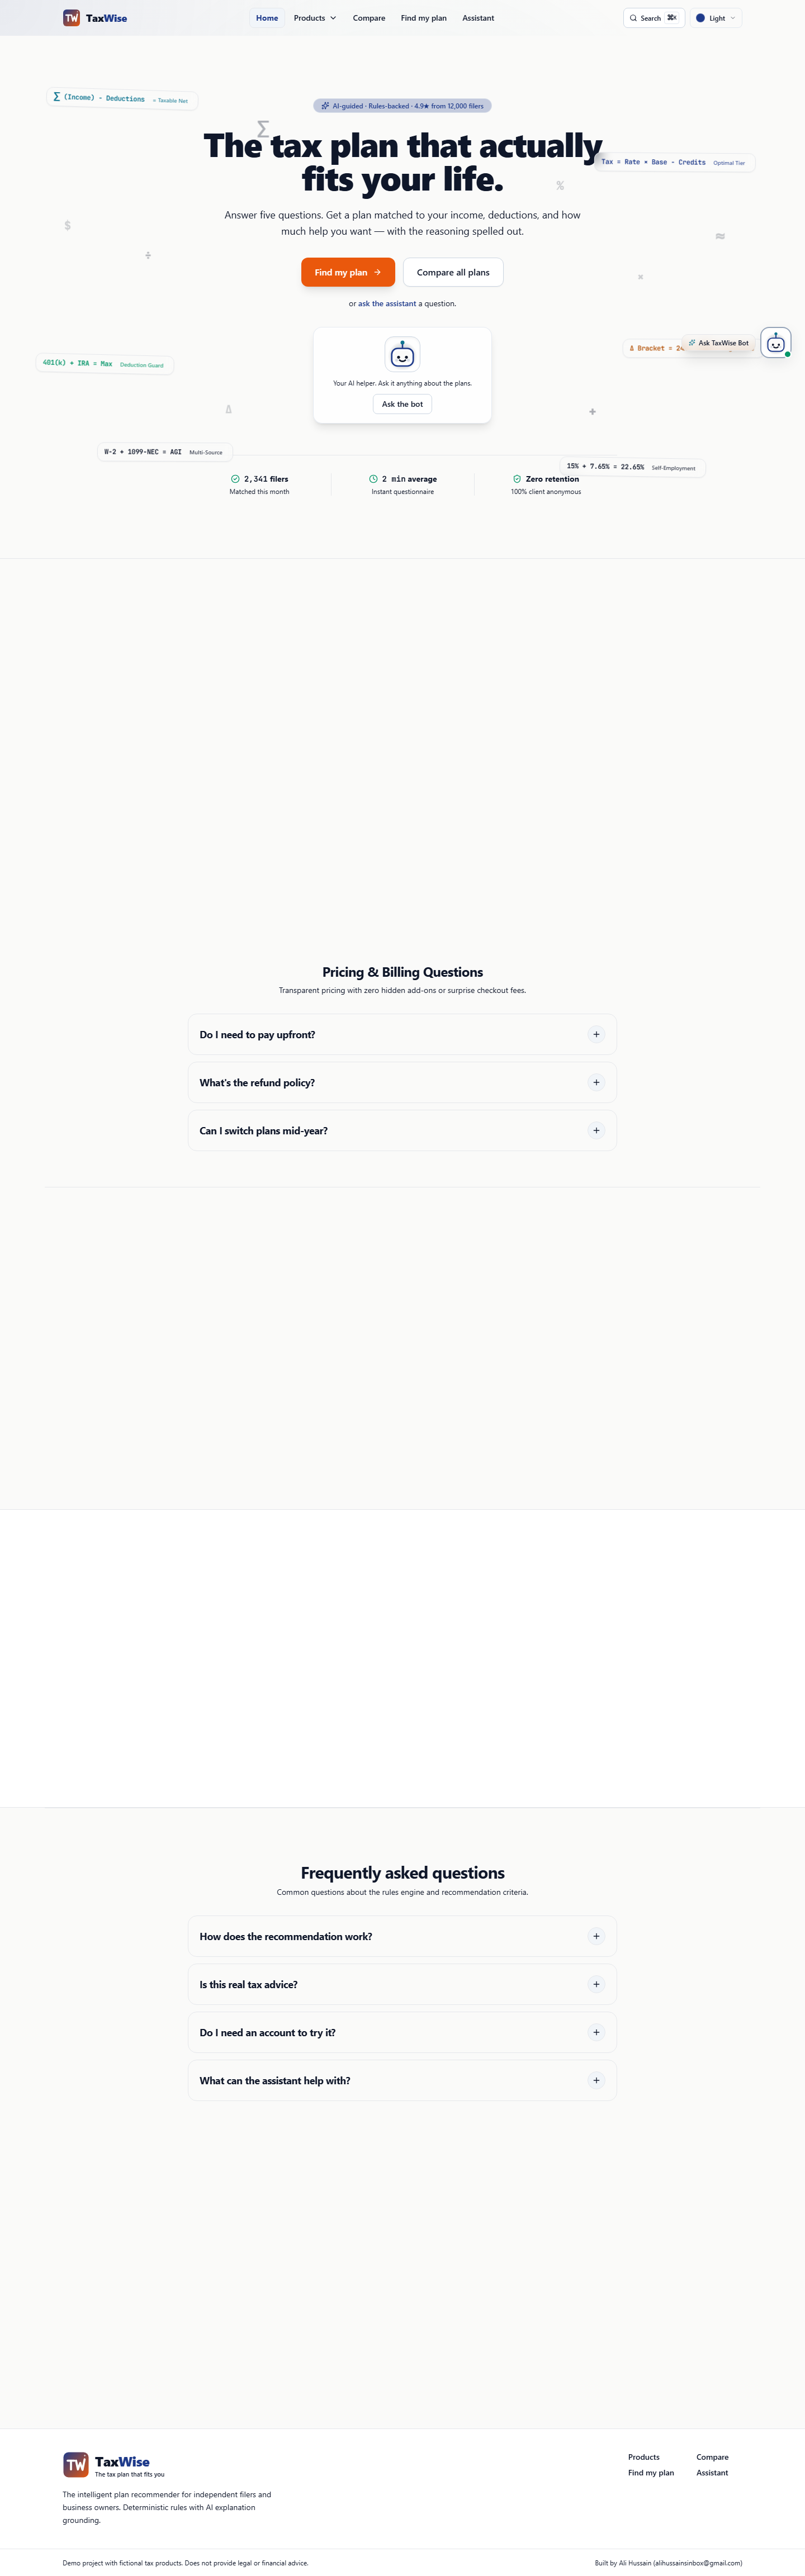 TW TaxWise
Home Products Compare Find my plan Assistant
Search ⌘K Light
Σ (Income) - Deductions = Taxable Net
AI-guided · Rules-backed · 4.9★ from 12,000 filers
Σ
The tax plan that actually
fits your life.
Tax = Rate × Base - Credits Optimal Tier
%
$
÷
≈
×
Answer five questions. Get a plan matched to your income, deductions, and how
much help you want — with the reasoning spelled out.
Find my plan → Compare all plans
or ask the assistant a question.
401(k) + IRA = Max Deduction Guard
Δ Bracket = 24
Ask TaxWise Bot
Your AI helper. Ask it anything about the plans.
Ask the bot
Δ
+
W-2 + 1099-NEC = AGI Multi-Source
15% + 7.65% = 22.65% Self-Employment
2,341 filers
Matched this month
2 min average
Instant questionnaire
Zero retention
100% client anonymous
Pricing & Billing Questions
Transparent pricing with zero hidden add-ons or surprise checkout fees.
Do I need to pay upfront? +
What's the refund policy? +
Can I switch plans mid-year? +
Frequently asked questions
Common questions about the rules engine and recommendation criteria.
How does the recommendation work? +
Is this real tax advice? +
Do I need an account to try it? +
What can the assistant help with? +
TW TaxWise
The tax plan that fits you
The intelligent plan recommender for independent filers and
business owners. Deterministic rules with AI explanation
grounding.
Products Compare
Find my plan Assistant
Demo project with fictional tax products. Does not provide legal or financial advice.
Built by Ali Hussain (alihussainsinbox@gmail.com)